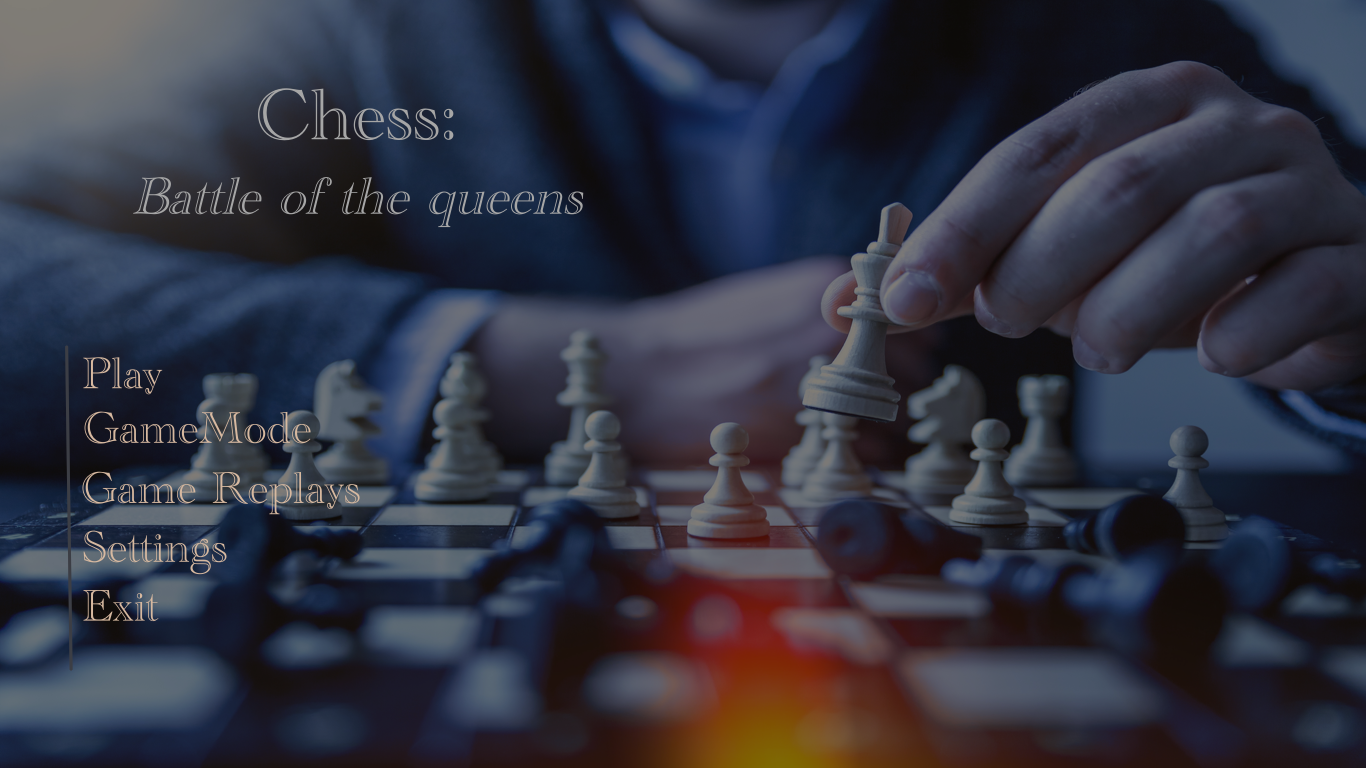 Chess:
Battle of the queens
Play
GameMode
Game Replays
Settings
Exit